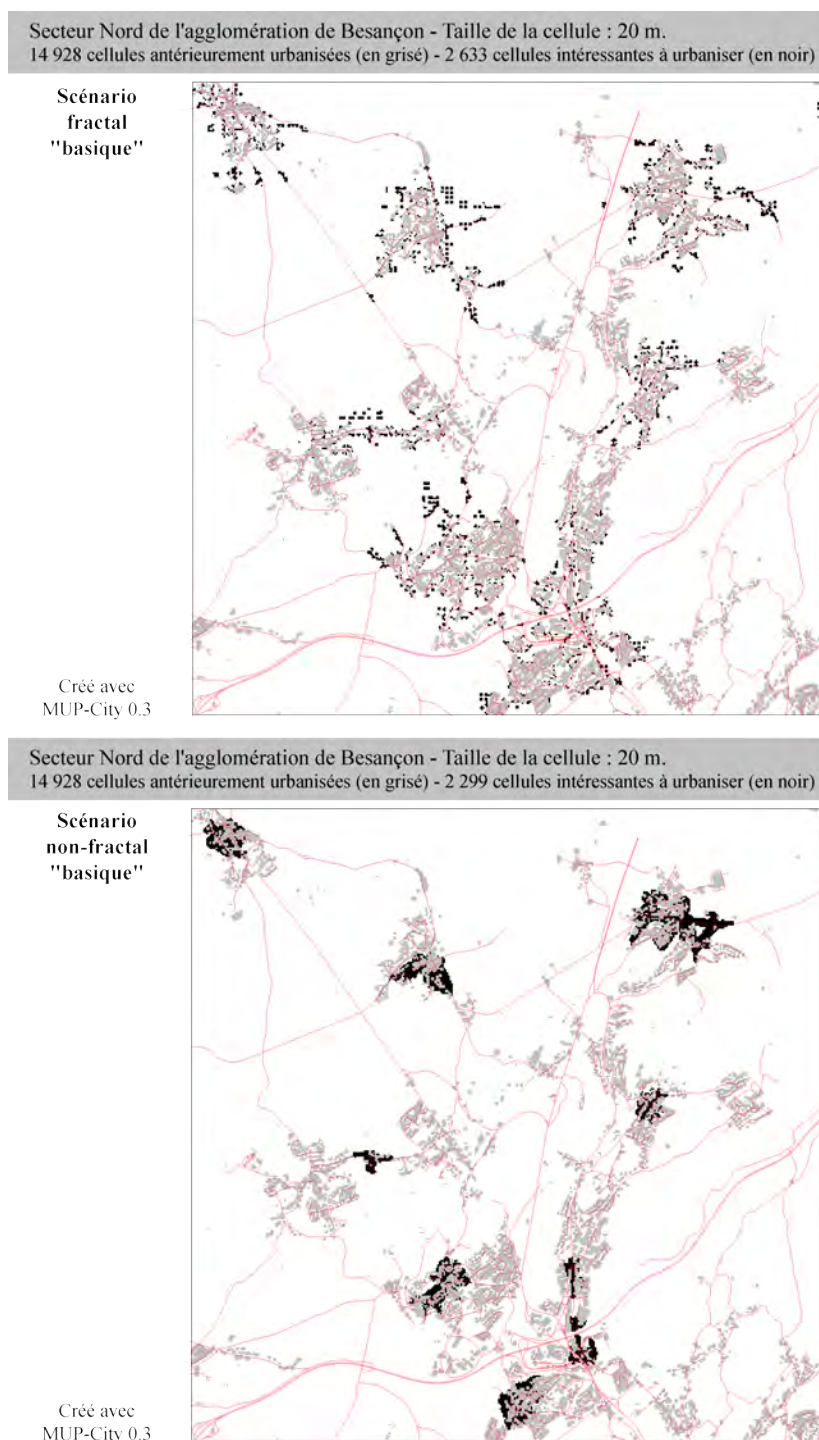 Secteur Nord de l'agglomération de Besançon - Taille de la cellule : 20 m.
14 928 cellules antérieurement urbanisées (en grisé) - 2 633 cellules intéressantes à urbaniser (en noir)
Scénario
fractal
"basique"
Créé avec
MUP-City 0.3
Secteur Nord de l'agglomération de Besançon - Taille de la cellule : 20 m.
14 928 cellules antérieurement urbanisées (en grisé) - 2 299 cellules intéressantes à urbaniser (en noir)
Scénario
non-fractal
"basique"
Créé avec
MUP-City 0.3